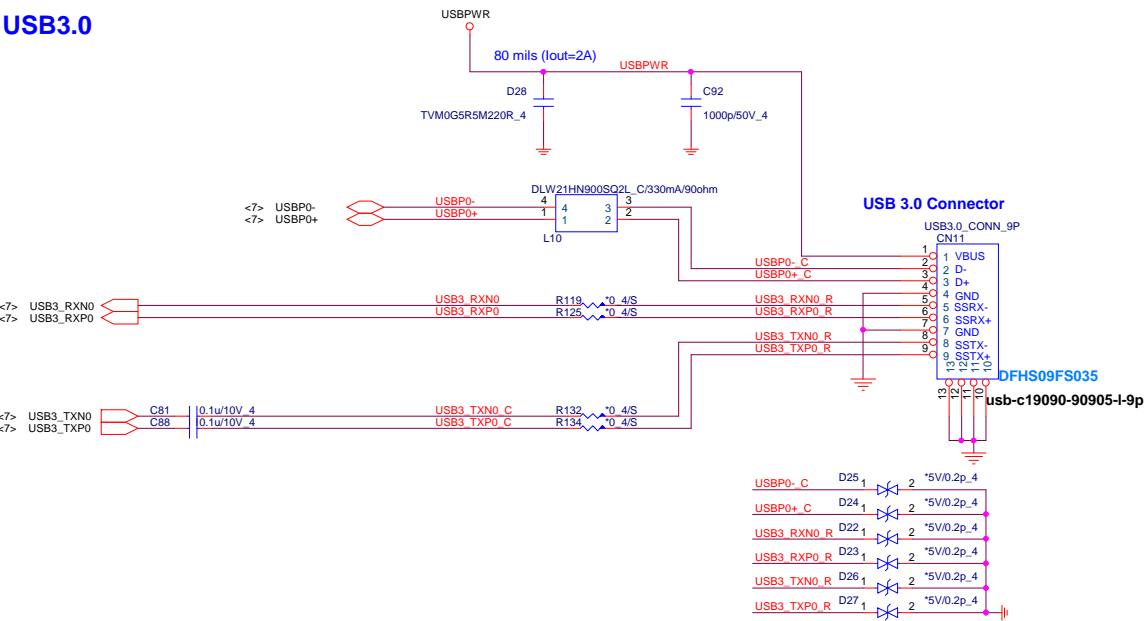 USB3.0
USBPWR
80 mils (Iout=2A)
USBPWR
D28
TVM0G5R5M220R_4
C92
1000p/50V_4
DLW21HN900SQ2L_C/330mA/90ohm
<7> USBP0- USBP0- 4 4 3 3
<7> USBP0+ USBP0+ 1 1 2 2
L10
USB 3.0 Connector
USB3.0_CONN_9P
CN11
1 1 VBUS
USBP0-_C 2 2 D-
USBP0+_C 3 3 D+
4 4 GND
<7> USB3_RXN0 USB3_RXN0 R119 *0_4/S USB3_RXN0_R 5 5 SSRX-
<7> USB3_RXP0 USB3_RXP0 R125 *0_4/S USB3_RXP0_R 6 6 SSRX+
7 7 GND
USB3_TXN0_R 8 8 SSTX-
USB3_TXP0_R 9 9 SSTX+
13 12 11 10
DFHS09FS035
13 12 11 10
usb-c19090-90905-l-9p
<7> USB3_TXN0 C81 0.1u/10V_4 USB3_TXN0_C R132 *0_4/S
<7> USB3_TXP0 C88 0.1u/10V_4 USB3_TXP0_C R134 *0_4/S
USBP0-_C D25 1 2 *5V/0.2p_4
USBP0+_C D24 1 2 *5V/0.2p_4
USB3_RXN0_R D22 1 2 *5V/0.2p_4
USB3_RXP0_R D23 1 2 *5V/0.2p_4
USB3_TXN0_R D26 1 2 *5V/0.2p_4
USB3_TXP0_R D27 1 2 *5V/0.2p_4